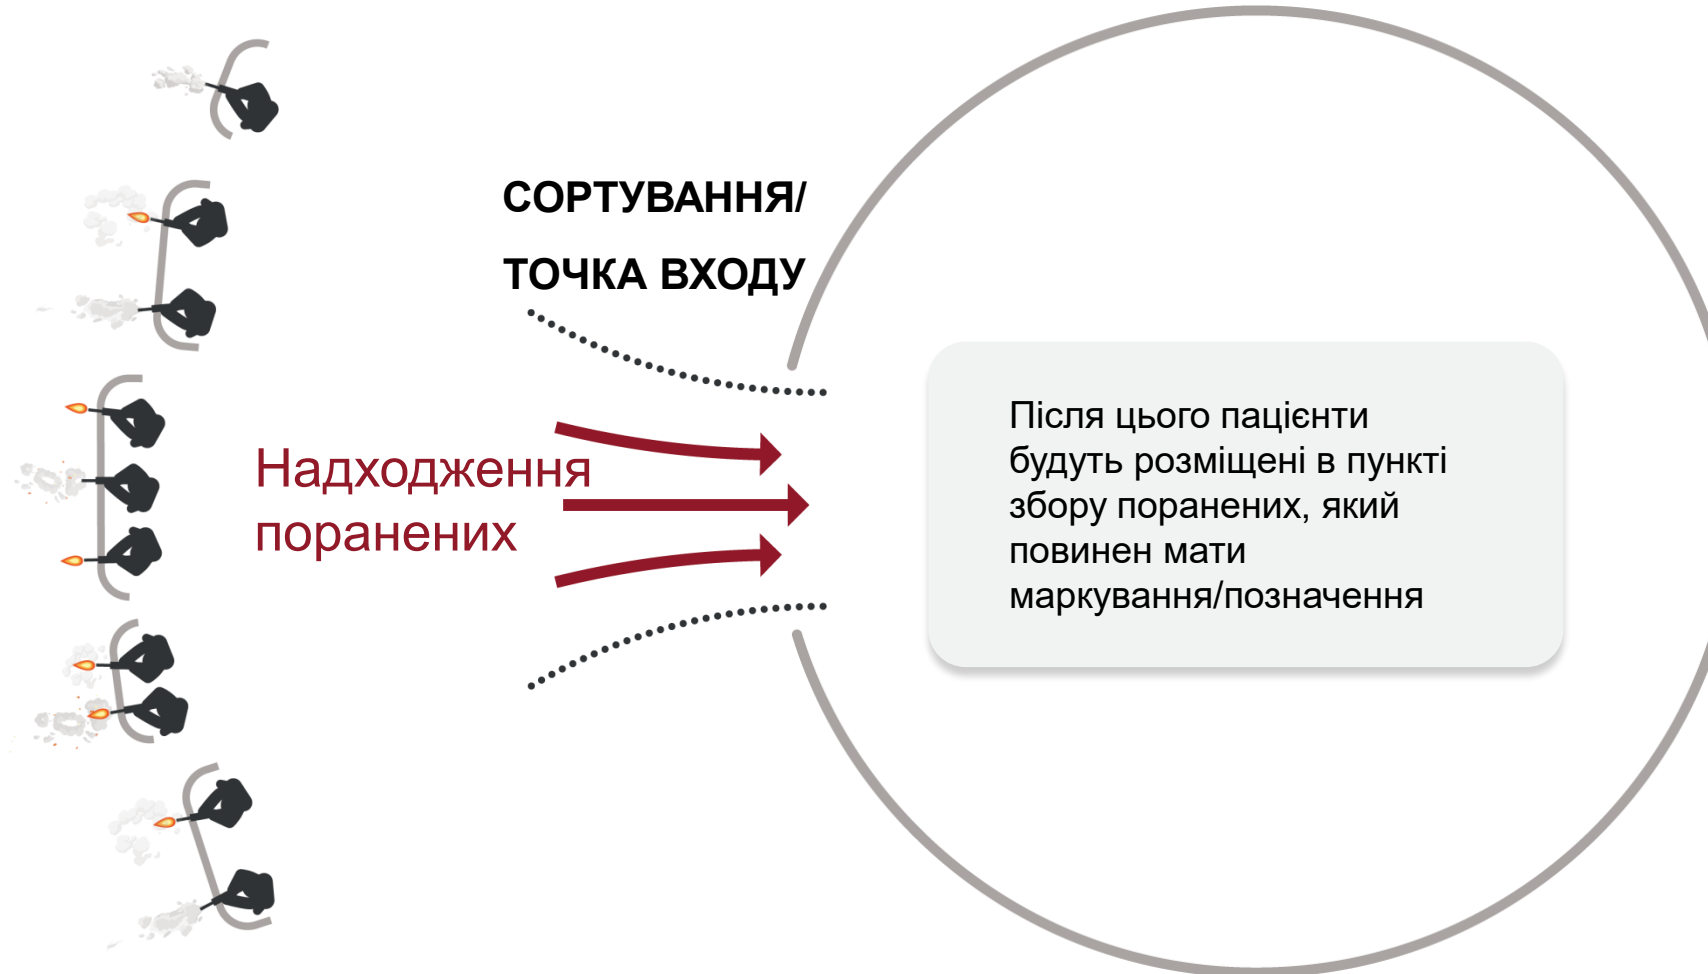 СОРТУВАННЯ/
ТОЧКА ВХОДУ
Надходження
поранених
Після цього пацієнти
будуть розміщені в пункті
збору поранених, який
повинен мати
маркування/позначення